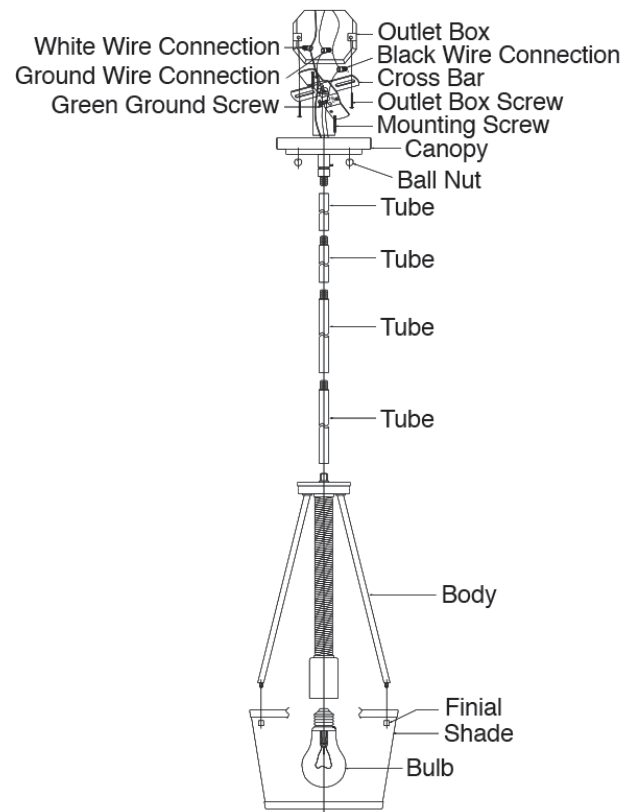 Outlet Box
White Wire Connection
Black Wire Connection
Ground Wire Connection
Cross Bar
Green Ground Screw
Outlet Box Screw
Mounting Screw
Canopy
Ball Nut
Tube
Tube
Tube
Tube
Body
Finial
Shade
Bulb